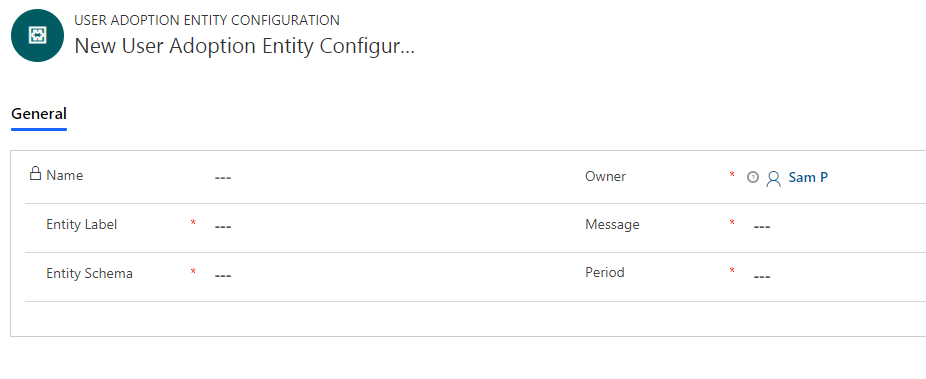 USER ADOPTION ENTITY CONFIGURATION
New User Adoption Entity Configur...
General
Name ---
Owner * Sam P
Entity Label * ---
Message * ---
Entity Schema * ---
Period * ---